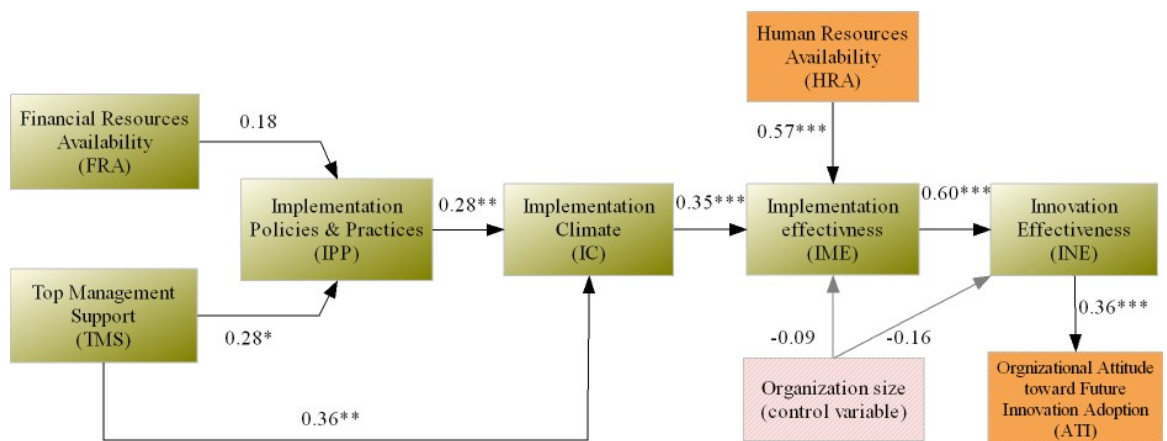 Human Resources
Availability
(HRA)
Financial Resources
Availability
(FRA)
0.18
0.57***
Implementation
Policies & Practices
(IPP)
0.28**
Implementation
Climate
(IC)
0.35***
Implementation
effectivness
(IME)
0.60***
Innovation
Effectiveness
(INE)
Top Management
Support
(TMS)
0.28*
0.36***
-0.09
-0.16
Organization size
(control variable)
Orgnizational Attitude
toward Future
Innovation Adoption
(ATI)
0.36**